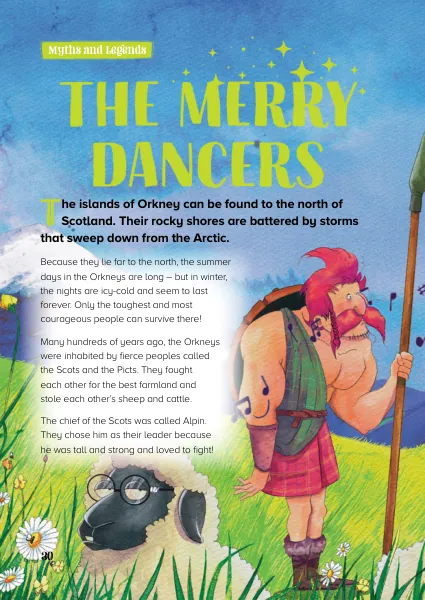 Myths and Legends
THE MERRY
DANCERS
The islands of Orkney can be found to the north of
Scotland. Their rocky shores are battered by storms
that sweep down from the Arctic.
Because they lie far to the north, the summer
days in the Orkneys are long – but in winter,
the nights are icy-cold and seem to last
forever. Only the toughest and most
courageous people can survive there!
Many hundreds of years ago, the Orkneys
were inhabited by fierce peoples called
the Scots and the Picts. They fought
each other for the best farmland and
stole each other’s sheep and cattle.
The chief of the Scots was called Alpin.
They chose him as their leader because
he was tall and strong and loved to fight!
30